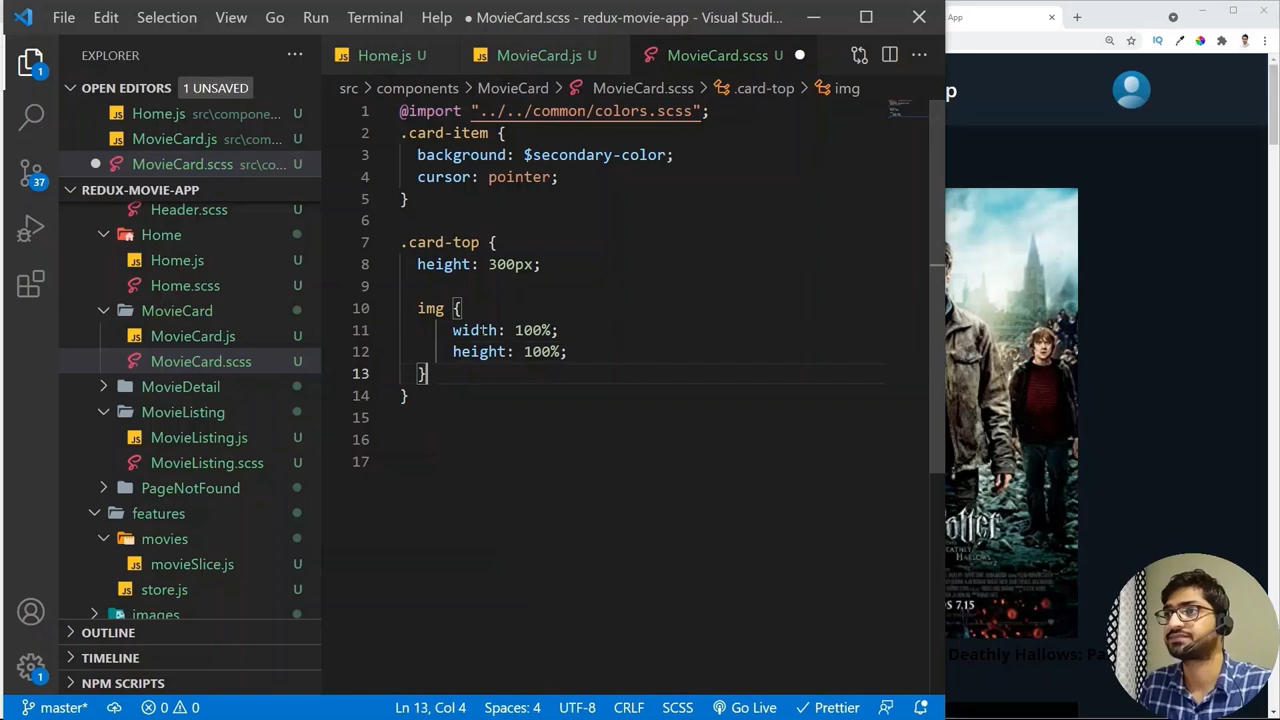 File Edit Selection View Go Run Terminal Help ● MovieCard.scss - redux-movie-app - Visual Studi...
App
EXPLORER
OPEN EDITORS 1 UNSAVED
Home.js src\compone...
MovieCard.js src\com...
MovieCard.scss src\co...
REDUX-MOVIE-APP
Header.scss U
Home
Home.js U
Home.scss U
MovieCard
MovieCard.js U
MovieCard.scss U
MovieDetail
MovieListing
MovieListing.js U
MovieListing.scss U
PageNotFound
features
movies
movieSlice.js U
store.js U
images
OUTLINE
TIMELINE
NPM SCRIPTS
1
37
1
Home.js U
MovieCard.js U
MovieCard.scss U
src > components > MovieCard > MovieCard.scss > .card-top > img
1 @import "../../common/colors.scss";
2 .card-item {
3 background: $secondary-color;
4 cursor: pointer;
5 }
6
7 .card-top {
8 height: 300px;
9
10 img {
11 width: 100%;
12 height: 100%;
13 }
14 }
15
16
17
IQ
p
7.15
Deathly Hallows: Pa
master* 0 0 Ln 13, Col 4 Spaces: 4 UTF-8 CRLF SCSS Go Live Prettier